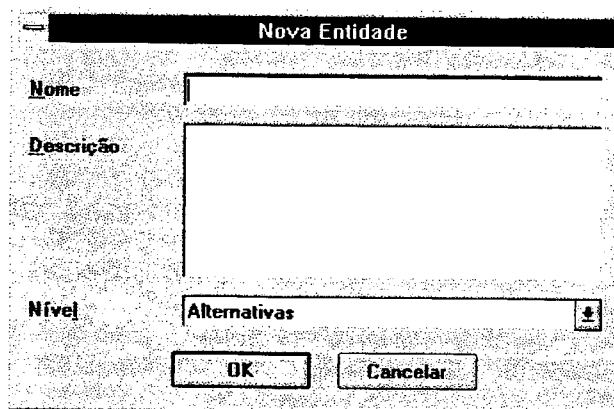 Nova Entidade
Nome
Descrição
Nível
Alternativas
OK
Cancelar